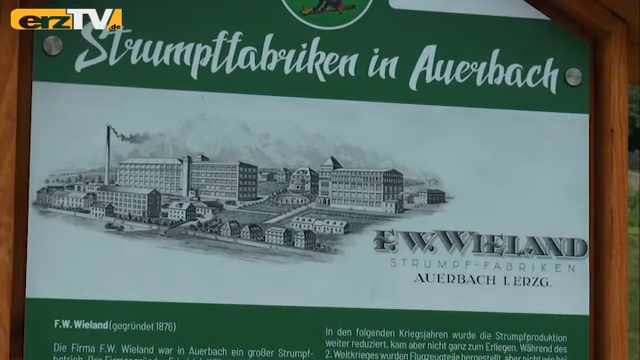 erzTV.de
Strumpffabriken in Auerbach
F.W. WIELAND
STRUMPF-FABRIKEN
AUERBACH I. ERZG.
F.W. Wieland (gegründet 1876)
Die Firma F.W. Wieland war in Auerbach ein großer Strumpf-
In den folgenden Kriegsjahren wurde die Strumpfproduktion
weiter reduziert, kam aber nicht ganz zum Erliegen. Während des
2. Weltkrieges wurden Flugzeugteile hergestellt, aber nicht wie bei